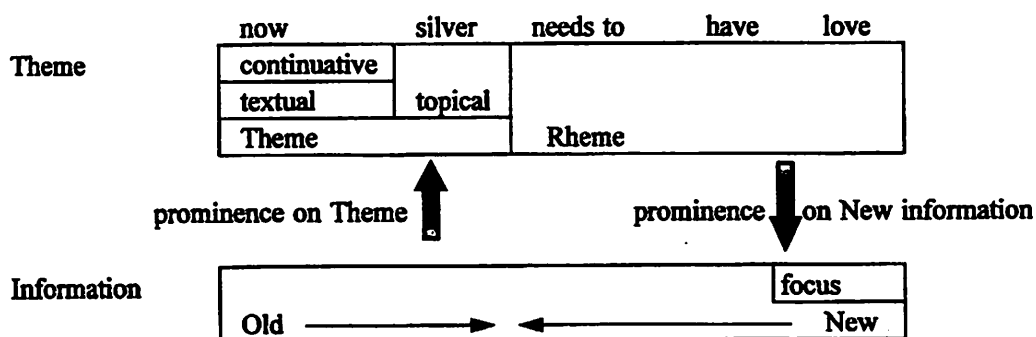 now silver needs to have love
Theme
continuative
textual topical
Theme Rheme
prominence on Theme prominence on New information
Information
focus
Old New